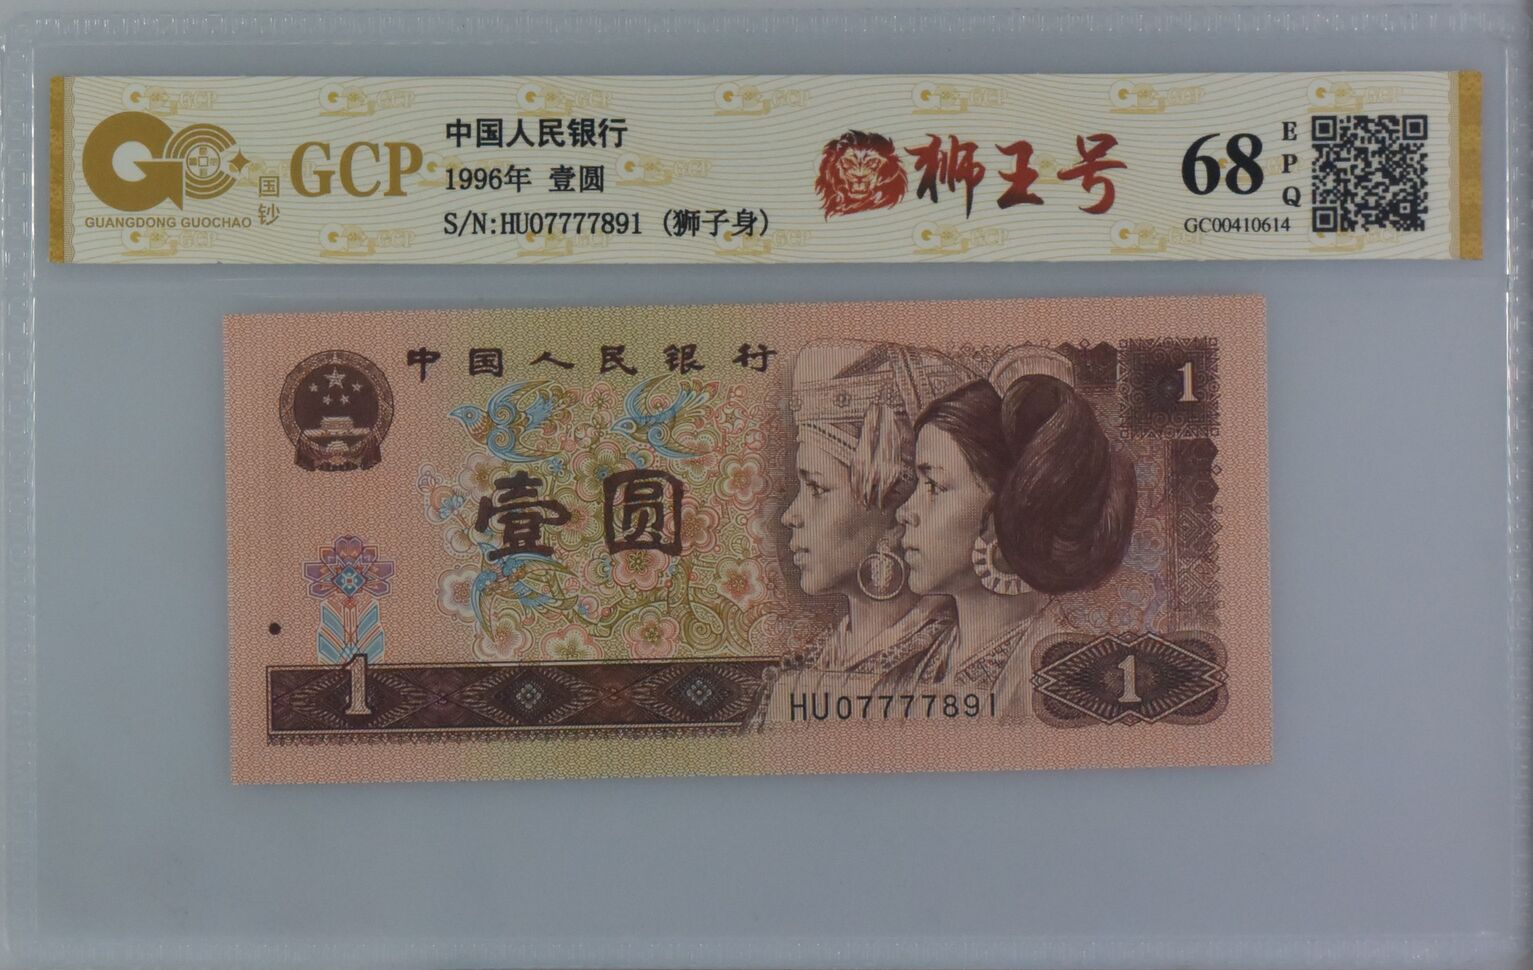 GCP
国钞
GUANGDONG GUOCHAO
中国人民银行
1996年 壹圆
S/N:HU07777891 (狮子身)
狮王号
68
EPQ
GC00410614
中国人民银行
1
壹圆
1
HU07777891
1